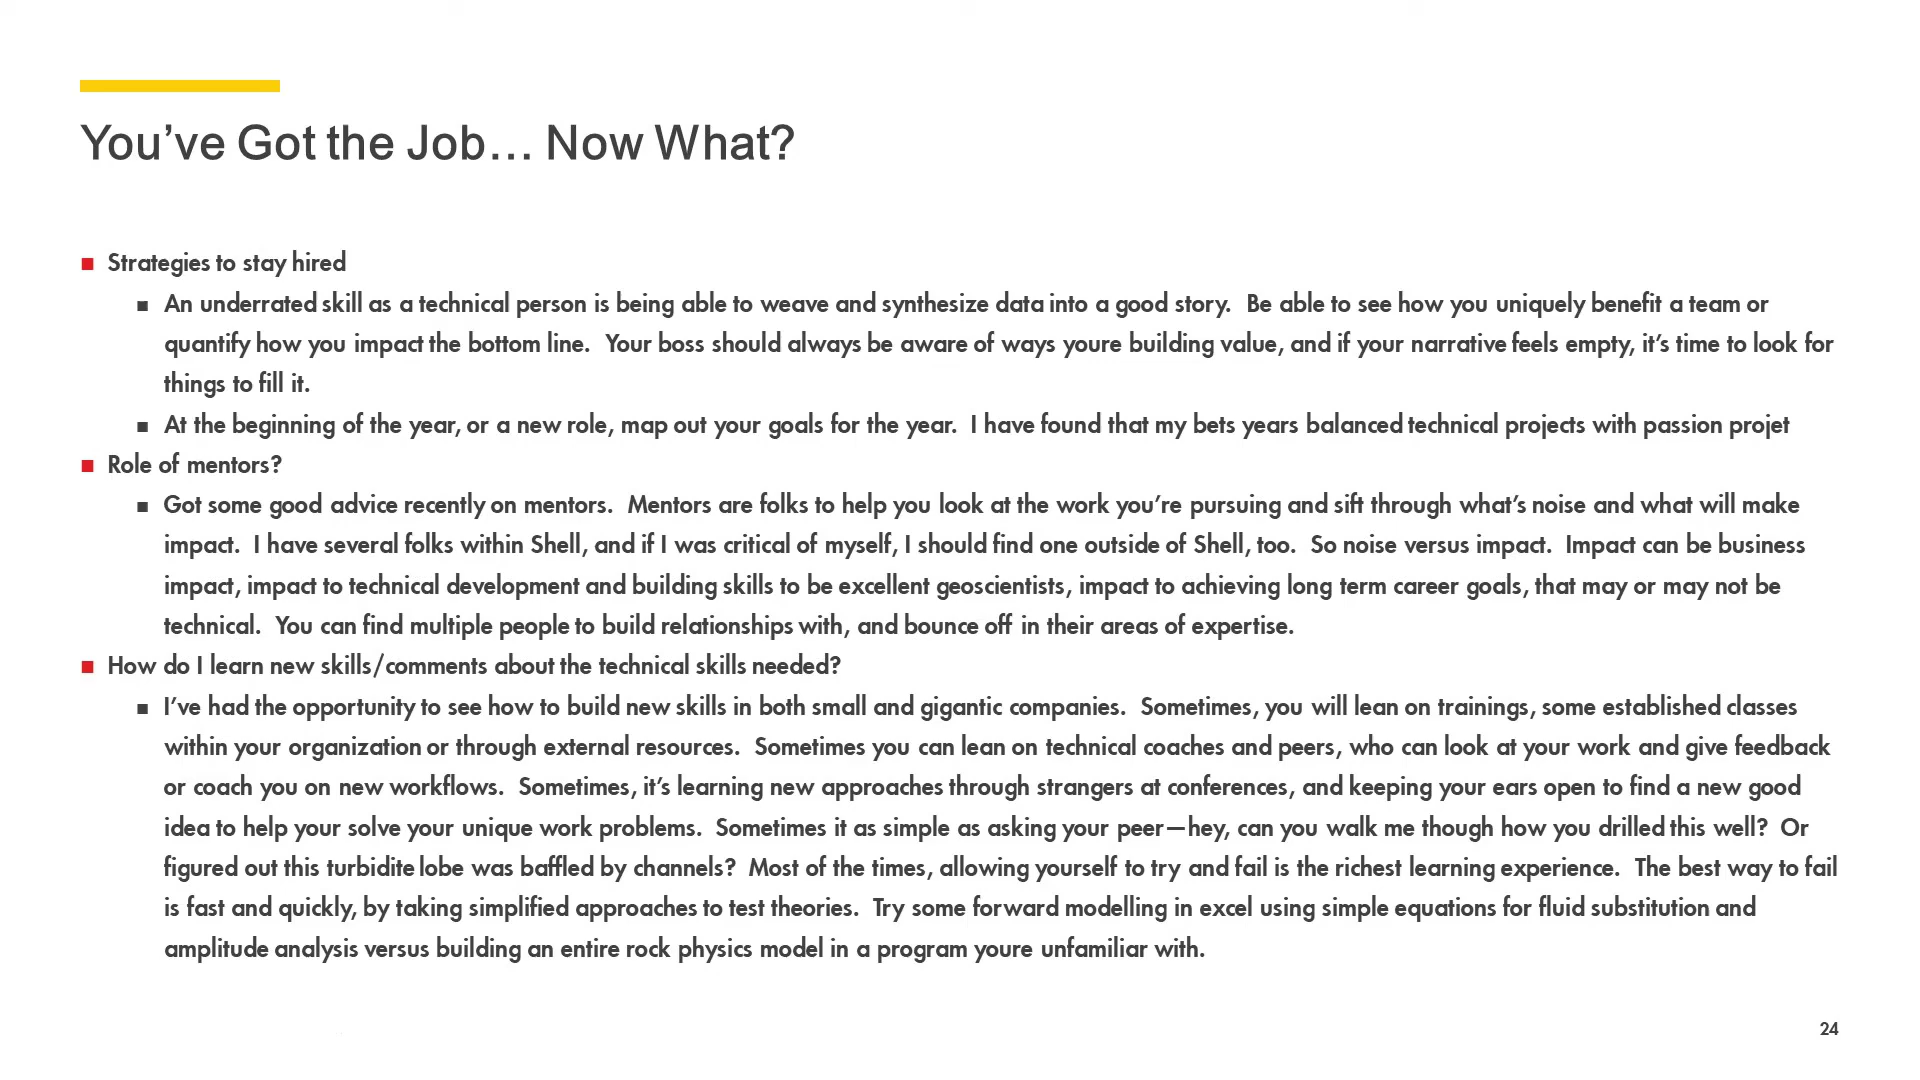 You’ve Got the Job… Now What?
Strategies to stay hired
An underrated skill as a technical person is being able to weave and synthesize data into a good story.  Be able to see how you uniquely benefit a team or
quantify how you impact the bottom line.  Your boss should always be aware of ways youre building value, and if your narrative feels empty, it’s time to look for
things to fill it.
At the beginning of the year, or a new role, map out your goals for the year.  I have found that my bets years balanced technical projects with passion projet
Role of mentors?
Got some good advice recently on mentors.  Mentors are folks to help you look at the work you’re pursuing and sift through what’s noise and what will make
impact.  I have several folks within Shell, and if I was critical of myself, I should find one outside of Shell, too.  So noise versus impact.  Impact can be business
impact, impact to technical development and building skills to be excellent geoscientists, impact to achieving long term career goals, that may or may not be
technical.  You can find multiple people to build relationships with, and bounce off in their areas of expertise.
How do I learn new skills/comments about the technical skills needed?
I’ve had the opportunity to see how to build new skills in both small and gigantic companies.  Sometimes, you will lean on trainings, some established classes
within your organization or through external resources.  Sometimes you can lean on technical coaches and peers, who can look at your work and give feedback
or coach you on new workflows.  Sometimes, it’s learning new approaches through strangers at conferences, and keeping your ears open to find a new good
idea to help your solve your unique work problems.  Sometimes it as simple as asking your peer—hey, can you walk me though how you drilled this well?  Or
figured out this turbidite lobe was baffled by channels?  Most of the times, allowing yourself to try and fail is the richest learning experience.  The best way to fail
is fast and quickly, by taking simplified approaches to test theories.  Try some forward modelling in excel using simple equations for fluid substitution and
amplitude analysis versus building an entire rock physics model in a program youre unfamiliar with.
24